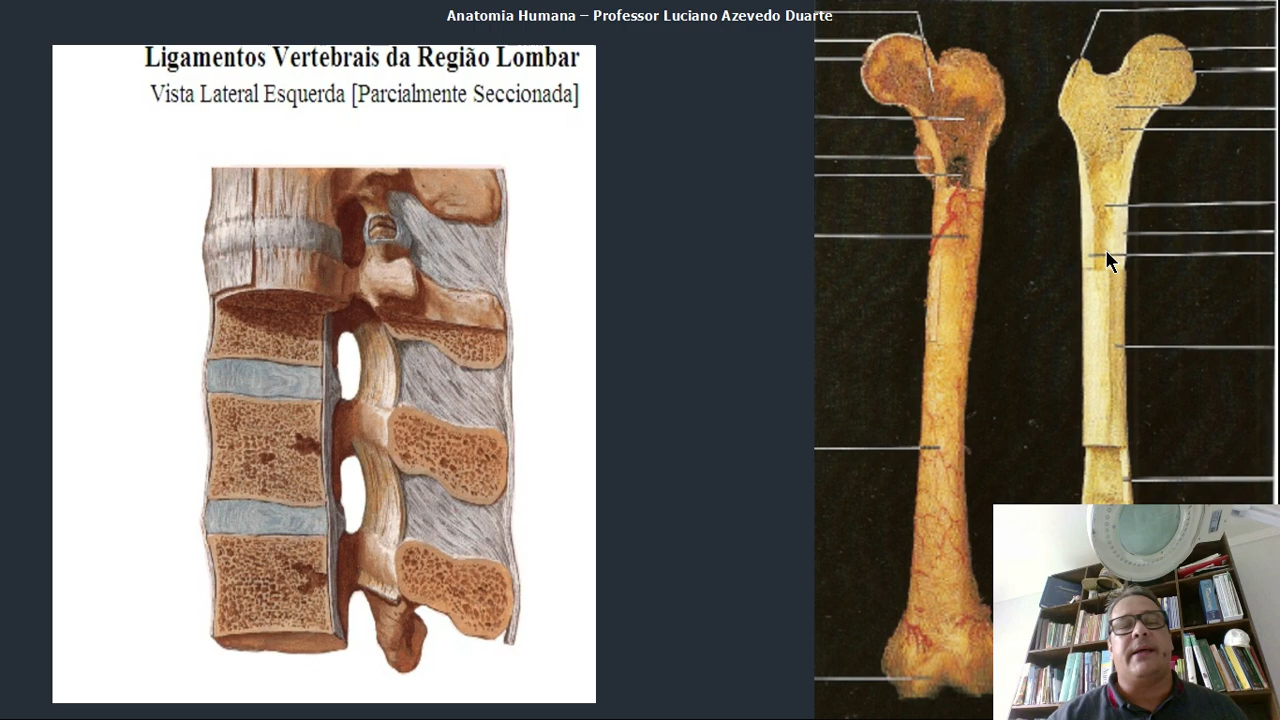 Anatomia Humana – Professor Luciano Azevedo Duarte
Ligamentos Vertebrais da Região Lombar
Vista Lateral Esquerda [Parcialmente Seccionada]